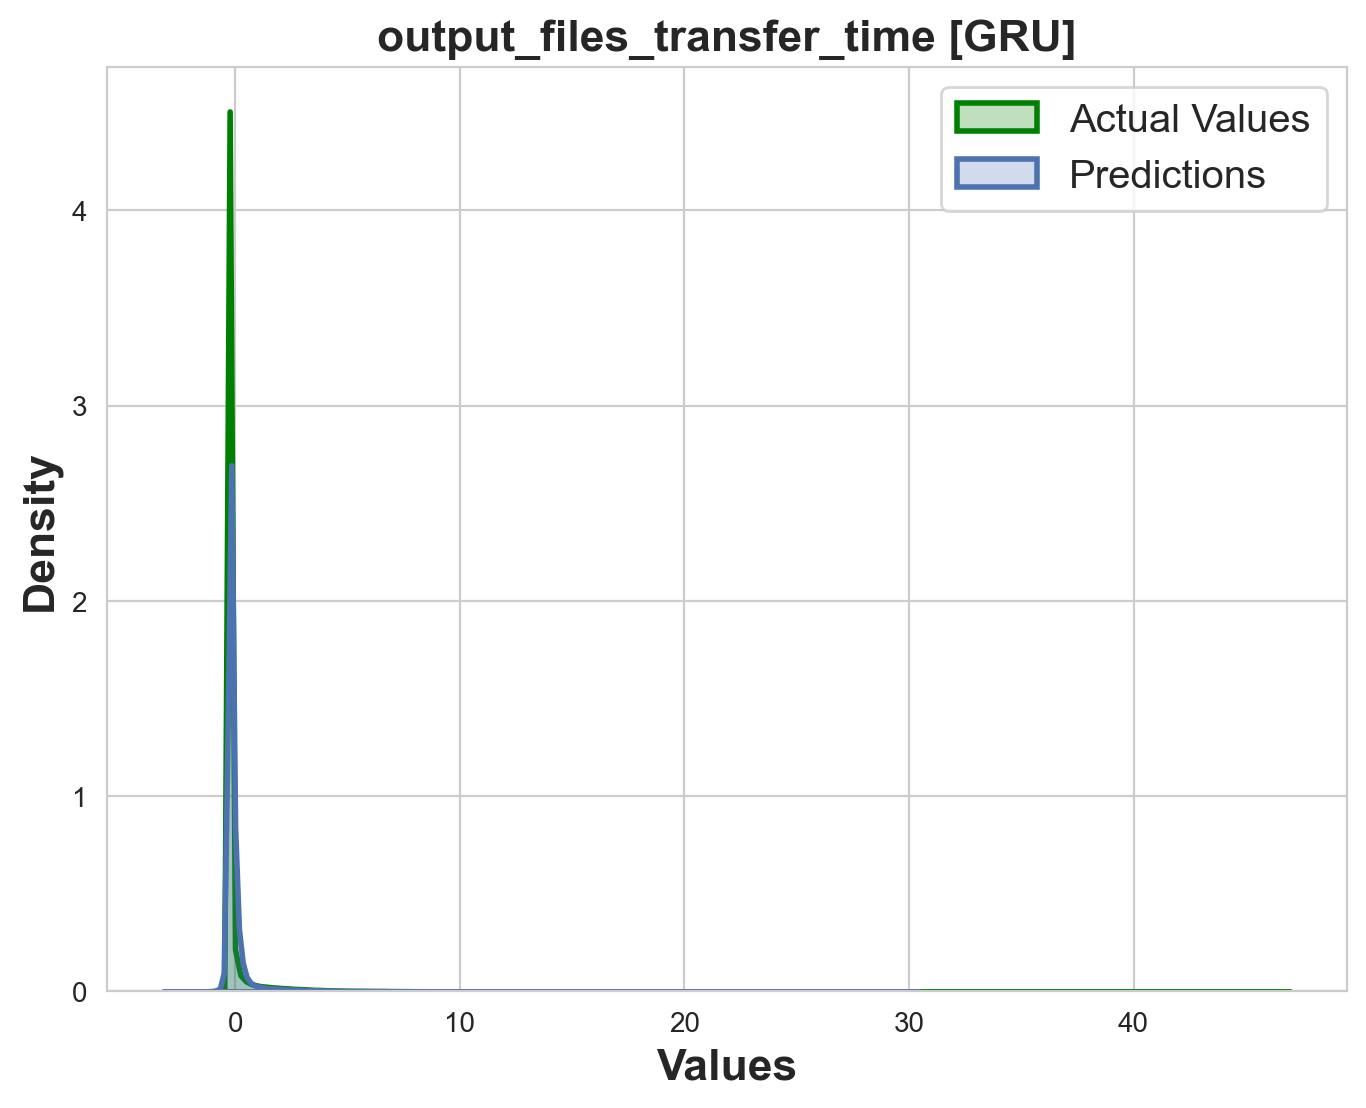 output_files_transfer_time [GRU]
Actual Values
Predictions
Density
4
3
2
1
0
0 10 20 30 40
Values